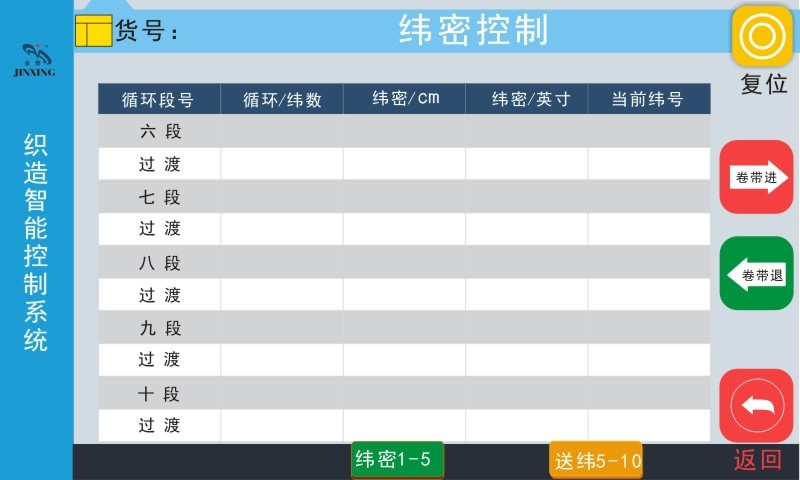 货号：
纬密控制
复位
JINXING
织造智能控制系统
循环段号 循环/纬数 纬密/cm 纬密/英寸 当前纬号
六 段
过 渡
七 段
过 渡
八 段
过 渡
九 段
过 渡
十 段
过 渡
卷带进
卷带退
纬密1-5
送纬5-10
返回